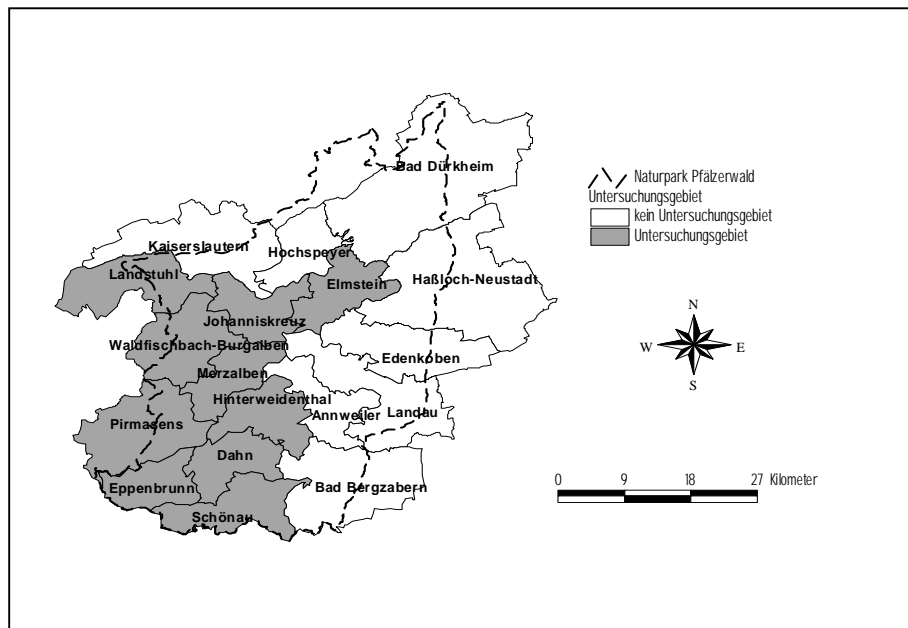 Bad Dürkheim
Kaiserslautern
Hochspeyer
Landstuhl
Elmstein
Haßloch-Neustadt
Johanniskreuz
Waldfischbach-Burgalben
Edenkoben
Merzalben
Hinterweidenthal
Annweiler
Landau
Pirmasens
Dahn
Eppenbrunn
Bad Bergzabern
Schönau
Naturpark Pfälzerwald
Untersuchungsgebiet
kein Untersuchungsgebiet
Untersuchungsgebiet
N
W
E
S
0 9 18 27 Kilometer